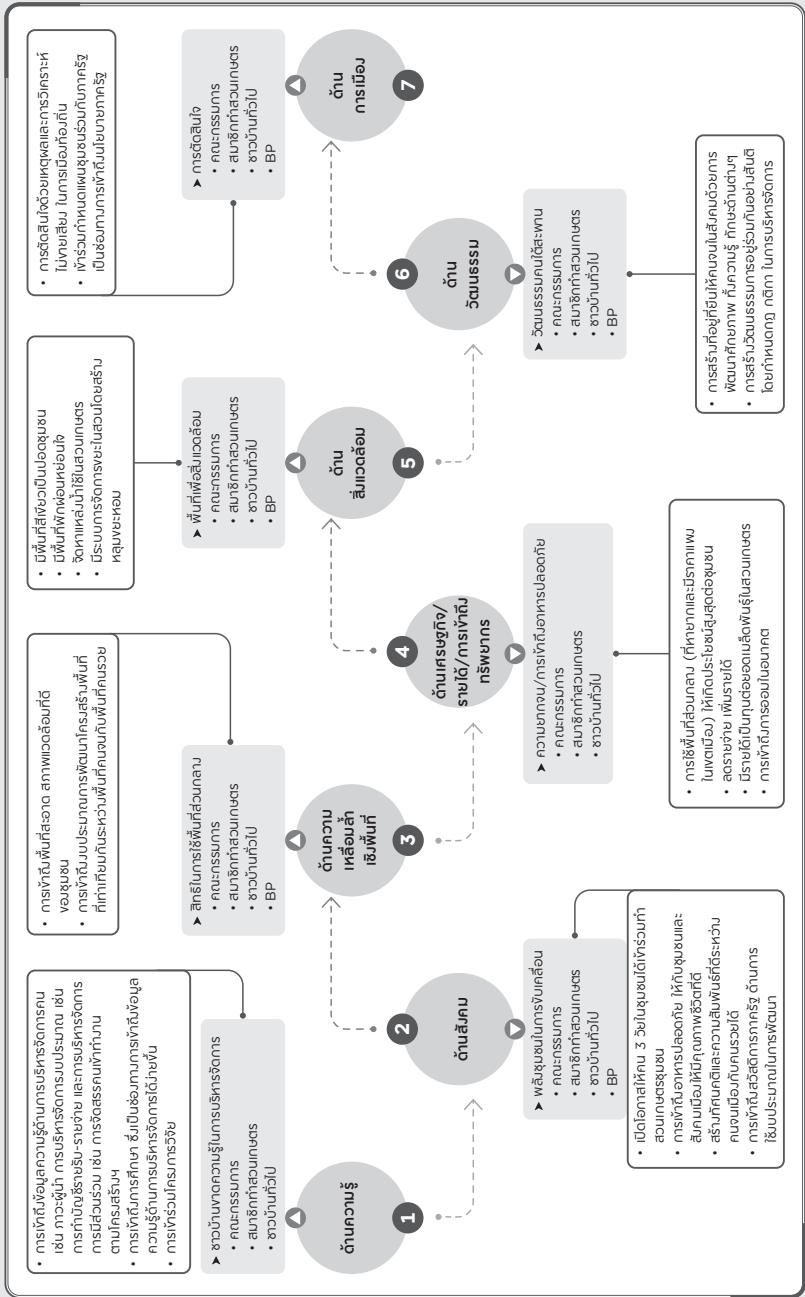 • การเข้าถึงข้อมูลความรู้ด้านการบริหารจัดการคน
เช่น ภาวะผู้นำ การบริหารจัดการงบประมาณ เช่น
การทำบัญชีรายรับ-รายจ่าย และการบริหารจัดการ
การมีส่วนร่วม เช่น การจัดสรรคนเข้าทำงาน
ตามโครงสร้างฯ
• การเข้าถึงการศึกษา ซึ่งเป็นช่องทางการเข้าถึงข้อมูล
ความรู้ด้านการบริหารจัดการได้ง่ายขึ้น
• การเข้าร่วมโครงการวิจัย
➤ ชาวบ้านขาดความรู้ในการบริหารจัดการ
• คณะกรรมการ
• สมาชิกทำสวนเกษตร
• ชาวบ้านทั่วไป
ด้านความรู้
1
2
ด้านสังคม
➤ พลังชุมชนในการขับเคลื่อน
• คณะกรรมการ
• สมาชิกทำสวนเกษตร
• ชาวบ้านทั่วไป
• BP
• เปิดโอกาสให้คน 3 วัยในชุมชนได้เข้าร่วมทำ
สวนเกษตรชุมชน
• การเข้าถึงอาหารปลอดภัย ให้กับชุมชนและ
สังคมเมืองให้มีคุณภาพชีวิตที่ดี
• สร้างทัศนคติและความสัมพันธ์ที่ดีระหว่าง
คนจนเมืองกับคนรวยได้
• การเข้าถึงสวัสดิการภาครัฐ ด้านการ
ใช้งบประมาณในการพัฒนา
• การเข้าถึงพื้นที่สะอาด สภาพแวดล้อมที่ดี
ของชุมชน
• การเข้าถึงงบประมาณการพัฒนาโครงสร้างพื้นที่
ที่เท่าเทียมกันระหว่างพื้นที่คนจนกับพื้นที่คนรวย
➤ สิทธิในการใช้พื้นที่ส่วนกลาง
• คณะกรรมการ
• สมาชิกทำสวนเกษตร
• ชาวบ้านทั่วไป
• BP
ด้านความ
เหลื่อมล้ำ
เชิงพื้นที่
3
4
ด้านเศรษฐกิจ/
รายได้/การเข้าถึง
ทรัพยากร
➤ ความยากจน/การเข้าถึงอาหารปลอดภัย
• คณะกรรมการ
• สมาชิกทำสวนเกษตร
• ชาวบ้านทั่วไป
• การใช้พื้นที่ส่วนกลาง (ที่หายากและมีราคาแพง
ในเขตเมือง) ให้เกิดประโยชน์สูงสุดต่อชุมชน
• ลดรายจ่าย เพิ่มรายได้
• มีรายได้เป็นทุนต่อยอดเมล็ดพันธุ์ในสวนเกษตร
• การเข้าถึงการออมในอนาคต
• มีพื้นที่สีเขียวเป็นปอดชุมชน
• มีพื้นที่พักผ่อนหย่อนใจ
• จัดหาแหล่งน้ำใช้ในสวนเกษตร
• มีระบบการจัดการขยะในสวนโดยสร้าง
หลุมขยะหอม
➤ พื้นที่เพื่อสิ่งแวดล้อม
• คณะกรรมการ
• สมาชิกทำสวนเกษตร
• ชาวบ้านทั่วไป
• BP
ด้าน
สิ่งแวดล้อม
5
6
ด้าน
วัฒนธรรม
➤ วัฒนธรรมคนใต้สะพาน
• คณะกรรมการ
• สมาชิกทำสวนเกษตร
• ชาวบ้านทั่วไป
• BP
• การสร้างที่อยู่ที่ยืนให้คนจนในสังคมด้วยการ
พัฒนาศักยภาพ ทั้งความรู้ ทักษะด้านต่างๆ
• การสร้างวัฒนธรรมการอยู่ร่วมกันอย่างสันติ
โดยกำหนดกฎ กติกา ในการบริหารจัดการ
• การตัดสินใจด้วยเหตุผลและการวิเคราะห์
ไม่ขายเสียง ในการเมืองท้องถิ่น
• เข้าร่วมกำหนดแผนชุมชนร่วมกับภาครัฐ
เป็นช่องทางการเข้าถึงนโยบายภาครัฐ
➤ การตัดสินใจ
• คณะกรรมการ
• สมาชิกทำสวนเกษตร
• ชาวบ้านทั่วไป
• BP
ด้าน
การเมือง
7